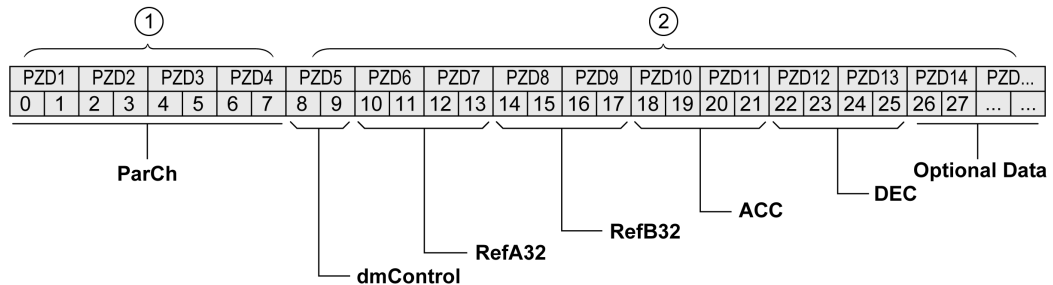 1 2
PZD1 PZD2 PZD3 PZD4 PZD5 PZD6 PZD7 PZD8 PZD9 PZD10 PZD11 PZD12 PZD13 PZD14 PZD...
0 1 2 3 4 5 6 7 8 9 10 11 12 13 14 15 16 17 18 19 20 21 22 23 24 25 26 27 ... ...
ParCh Optional Data
DEC
ACC
RefB32
RefA32
dmControl